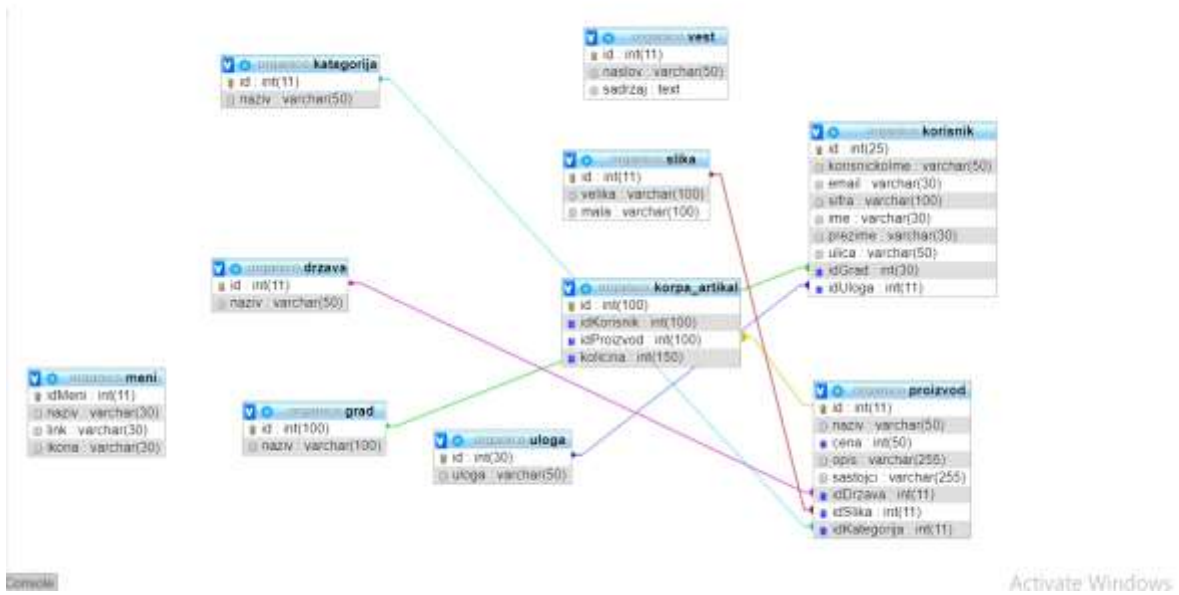 vest
id : int(11)
naslov : varchar(50)
sadrzaj : text
kategorija
id : int(11)
naziv : varchar(50)
korisnik
id : int(25)
korisnickoIme : varchar(50)
email : varchar(30)
sifra : varchar(100)
ime : varchar(30)
prezime : varchar(30)
ulica : varchar(50)
idGrad : int(30)
idUloga : int(11)
slika
id : int(11)
velika : varchar(100)
mala : varchar(100)
drzava
id : int(11)
naziv : varchar(50)
korpa_artikal
id : int(100)
idKorisnik : int(100)
idProizvod : int(100)
kolicina : int(150)
meni
idMeni : int(11)
naziv : varchar(30)
link : varchar(30)
ikona : varchar(30)
grad
id : int(100)
naziv : varchar(100)
uloga
id : int(30)
uloga : varchar(50)
proizvod
id : int(11)
naziv : varchar(50)
cena : int(50)
opis : varchar(255)
sastojci : varchar(255)
idDrzava : int(11)
idSlika : int(11)
idKategorija : int(11)
Console
Activate Windows